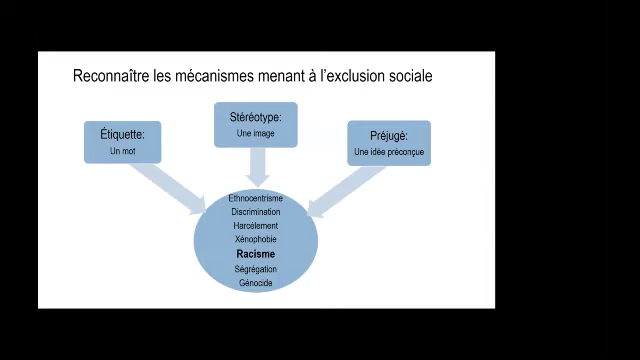 Reconnaître les mécanismes menant à l’exclusion sociale
Étiquette:
Un mot
Stéréotype:
Une image
Préjugé:
Une idée préconçue
Ethnocentrisme
Discrimination
Harcèlement
Xénophobie
Racisme
Ségrégation
Génocide